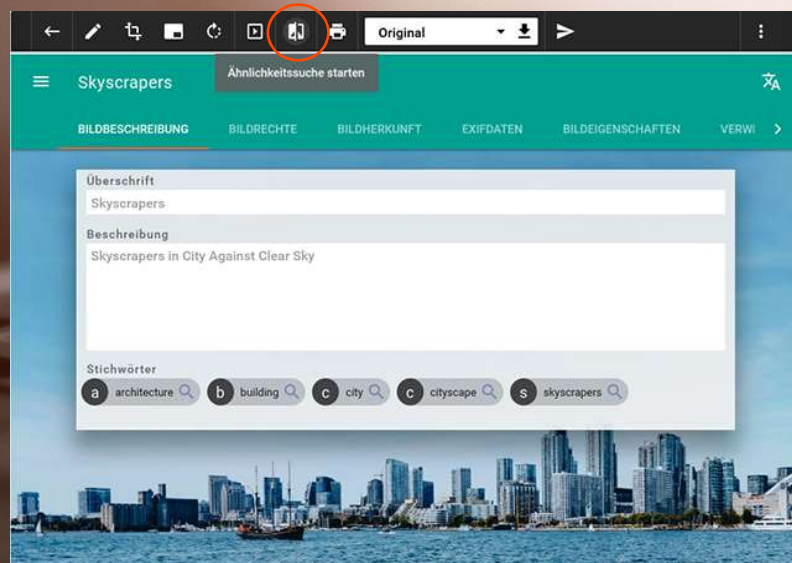 Original
Ähnlichkeitssuche starten
Skyscrapers
BILDBESCHREIBUNG BILDRECHTE BILDHERKUNFT EXIFDATEN BILDEIGENSCHAFTEN VERWI
Überschrift
Skyscrapers
Beschreibung
Skyscrapers in City Against Clear Sky
Stichwörter
a architecture b building c city c cityscape s skyscrapers